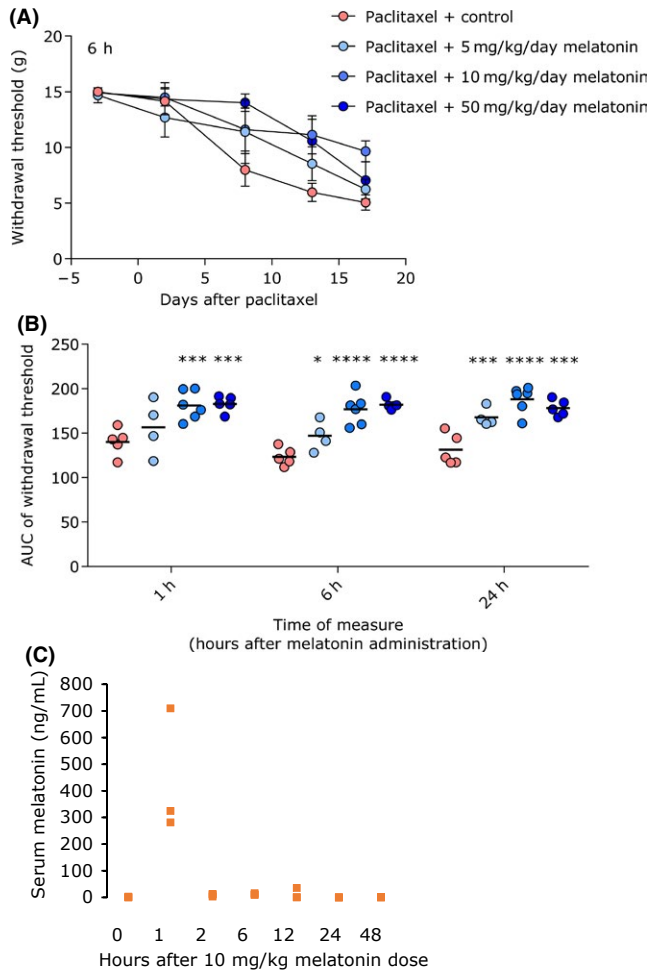 (A)
6 h
Paclitaxel + control
Paclitaxel + 5 mg/kg/day melatonin
Paclitaxel + 10 mg/kg/day melatonin
Paclitaxel + 50 mg/kg/day melatonin
Withdrawal threshold (g)
20
15
10
5
0
−5 0 5 10 15 20
Days after paclitaxel
(B)
AUC of withdrawal threshold
250
200
150
100
50
0
*** *** * **** **** *** **** ***
1 h 6 h 24 h
Time of measure
(hours after melatonin administration)
(C)
Serum melatonin (ng/mL)
800
700
600
500
400
300
200
100
0
0 1 2 6 12 24 48
Hours after 10 mg/kg melatonin dose